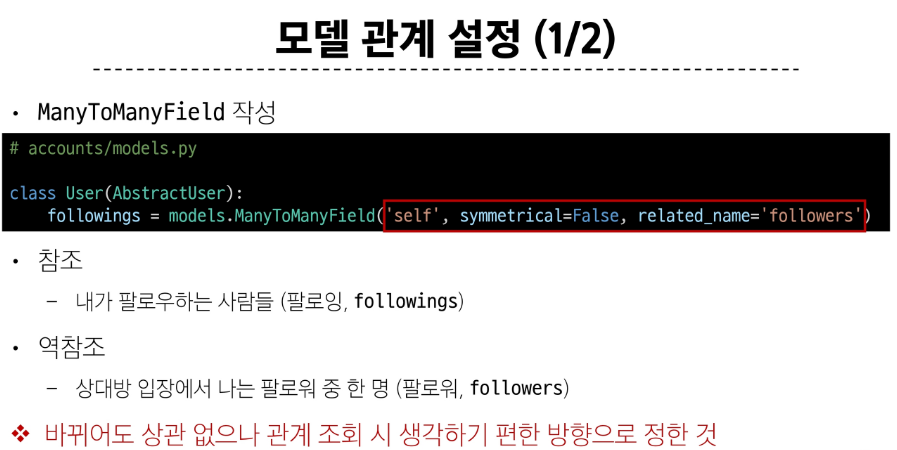 모델 관계 설정 (1/2)
• ManyToManyField 작성
# accounts/models.py
class User(AbstractUser):
    followings = models.ManyToManyField('self', symmetrical=False, related_name='followers')
• 참조
– 내가 팔로우하는 사람들 (팔로잉, followings)
• 역참조
– 상대방 입장에서 나는 팔로워 중 한 명 (팔로워, followers)
❖ 바뀌어도 상관 없으나 관계 조회 시 생각하기 편한 방향으로 정한 것